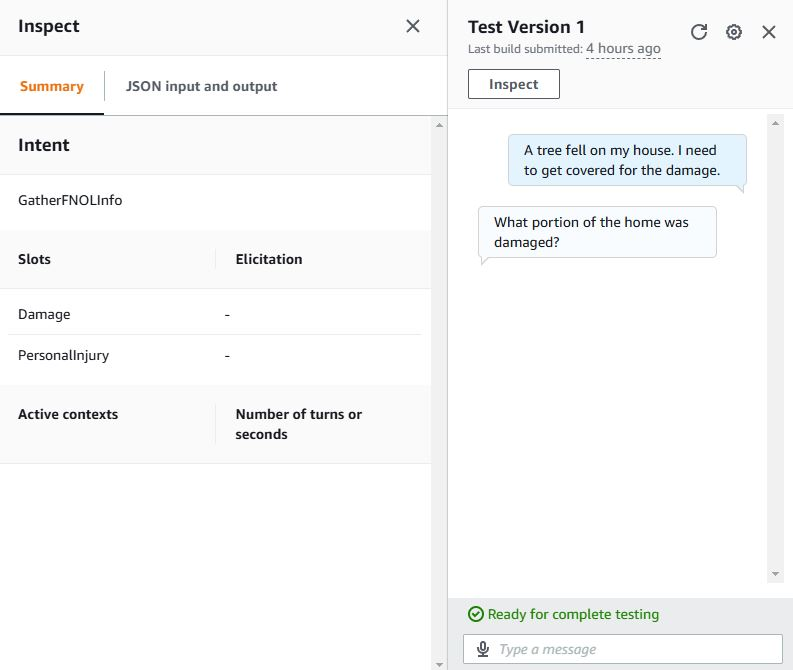 Inspect
Summary
JSON input and output
Intent
GatherFNOLInfo
Slots
Elicitation
Damage
-
PersonalInjury
-
Active contexts
Number of turns or
seconds
Test Version 1
Last build submitted: 4 hours ago
Inspect
A tree fell on my house. I need
to get covered for the damage.
What portion of the home was
damaged?
Ready for complete testing
Type a message